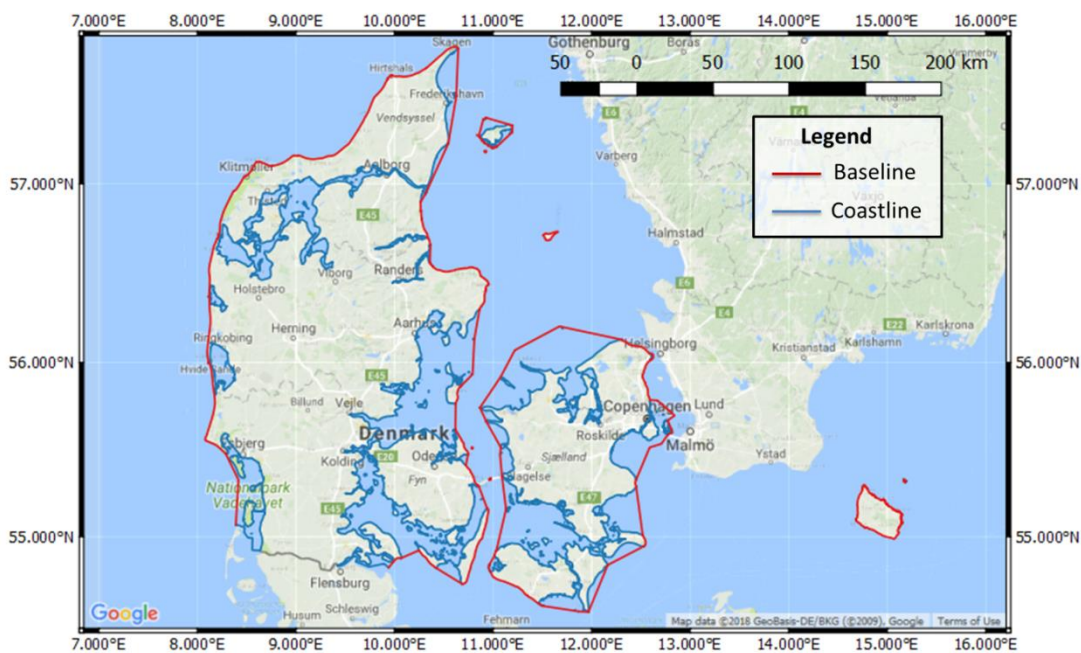 7.000°E 8.000°E 9.000°E 10.000°E 11.000°E 12.000°E 13.000°E 14.000°E 15.000°E 16.000°E
Skagen
Gothenburg
Borås
Hirtshals
50 0 50 100 150 200 km
Vimmerby
Frederikshavn
Vendsyssel
E6
E4
Vetlanda
Legend
Baseline
Coastline
Varberg
Värnamo
Växjö
Klitmøller
Aalborg
57.000°N
57.000°N
Thisted
E45
Halmstad
Viborg
Randers
Holstebro
E6
E4
E22
Karlskrona
Ringkobing
Herning
Aarhus
Helsingborg
Kristianstad
Karlshamn
56.000°N
56.000°N
Hvide Sande
E45
Billund
Vejle
Copenhagen
Lund
Denmark
Roskilde
Malmö
Esbjerg
Kolding
E20
Odense
Sjælland
Ystad
Fyn
Slagelse
Nationalpark
Vadehavet
E45
E47
55.000°N
55.000°N
Flensburg
Schleswig
Husum
Fehmarn
Google
Map data ©2018 GeoBasis-DE/BKG (©2009), Google
Terms of Use
7.000°E 8.000°E 9.000°E 10.000°E 11.000°E 12.000°E 13.000°E 14.000°E 15.000°E 16.000°E